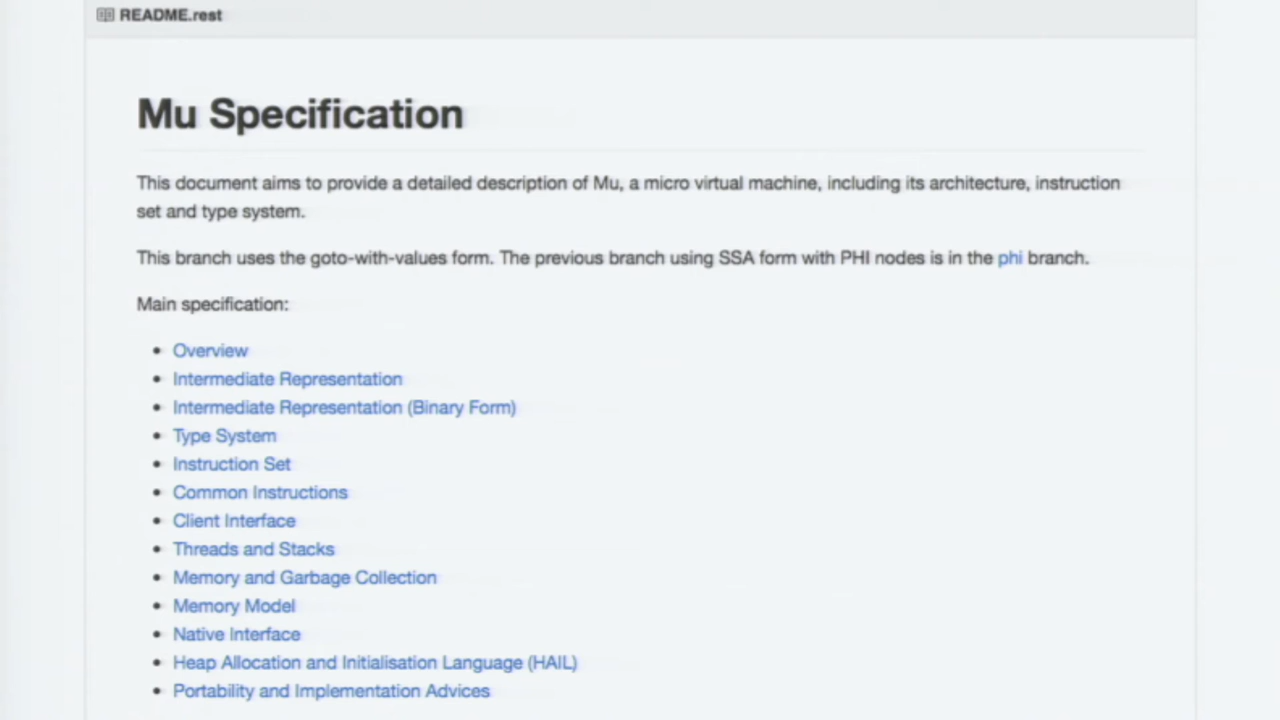 README.rest
Mu Specification
This document aims to provide a detailed description of Mu, a micro virtual machine, including its architecture, instruction
set and type system.
This branch uses the goto-with-values form. The previous branch using SSA form with PHI nodes is in the phi branch.
Main specification:
• Overview
• Intermediate Representation
• Intermediate Representation (Binary Form)
• Type System
• Instruction Set
• Common Instructions
• Client Interface
• Threads and Stacks
• Memory and Garbage Collection
• Memory Model
• Native Interface
• Heap Allocation and Initialisation Language (HAIL)
• Portability and Implementation Advices